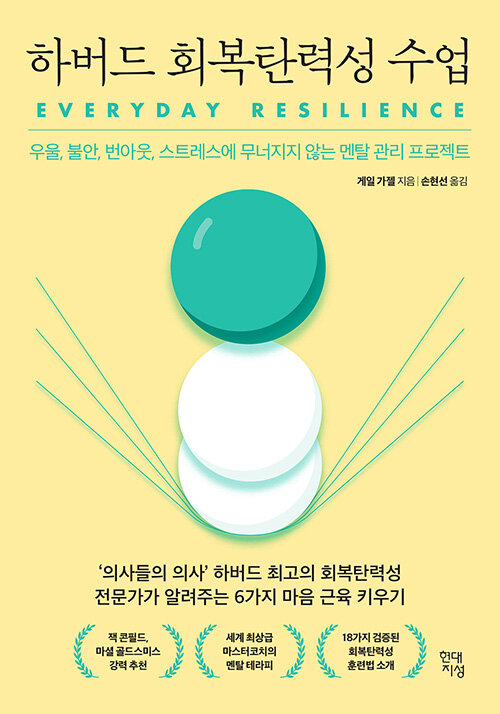 하버드 회복탄력성 수업
EVERYDAY RESILIENCE
우울, 불안, 번아웃, 스트레스에 무너지지 않는 멘탈 관리 프로젝트
게일 가젤 지음 | 손현선 옮김
‘의사들의 의사’ 하버드 최고의 회복탄력성
전문가가 알려주는 6가지 마음 근육 키우기
잭 콘필드,
마셜 골드스미스
강력 추천
세계 최상급
마스터코치의
멘탈 테라피
18가지 검증된
회복탄력성
훈련법 소개
현대
지성